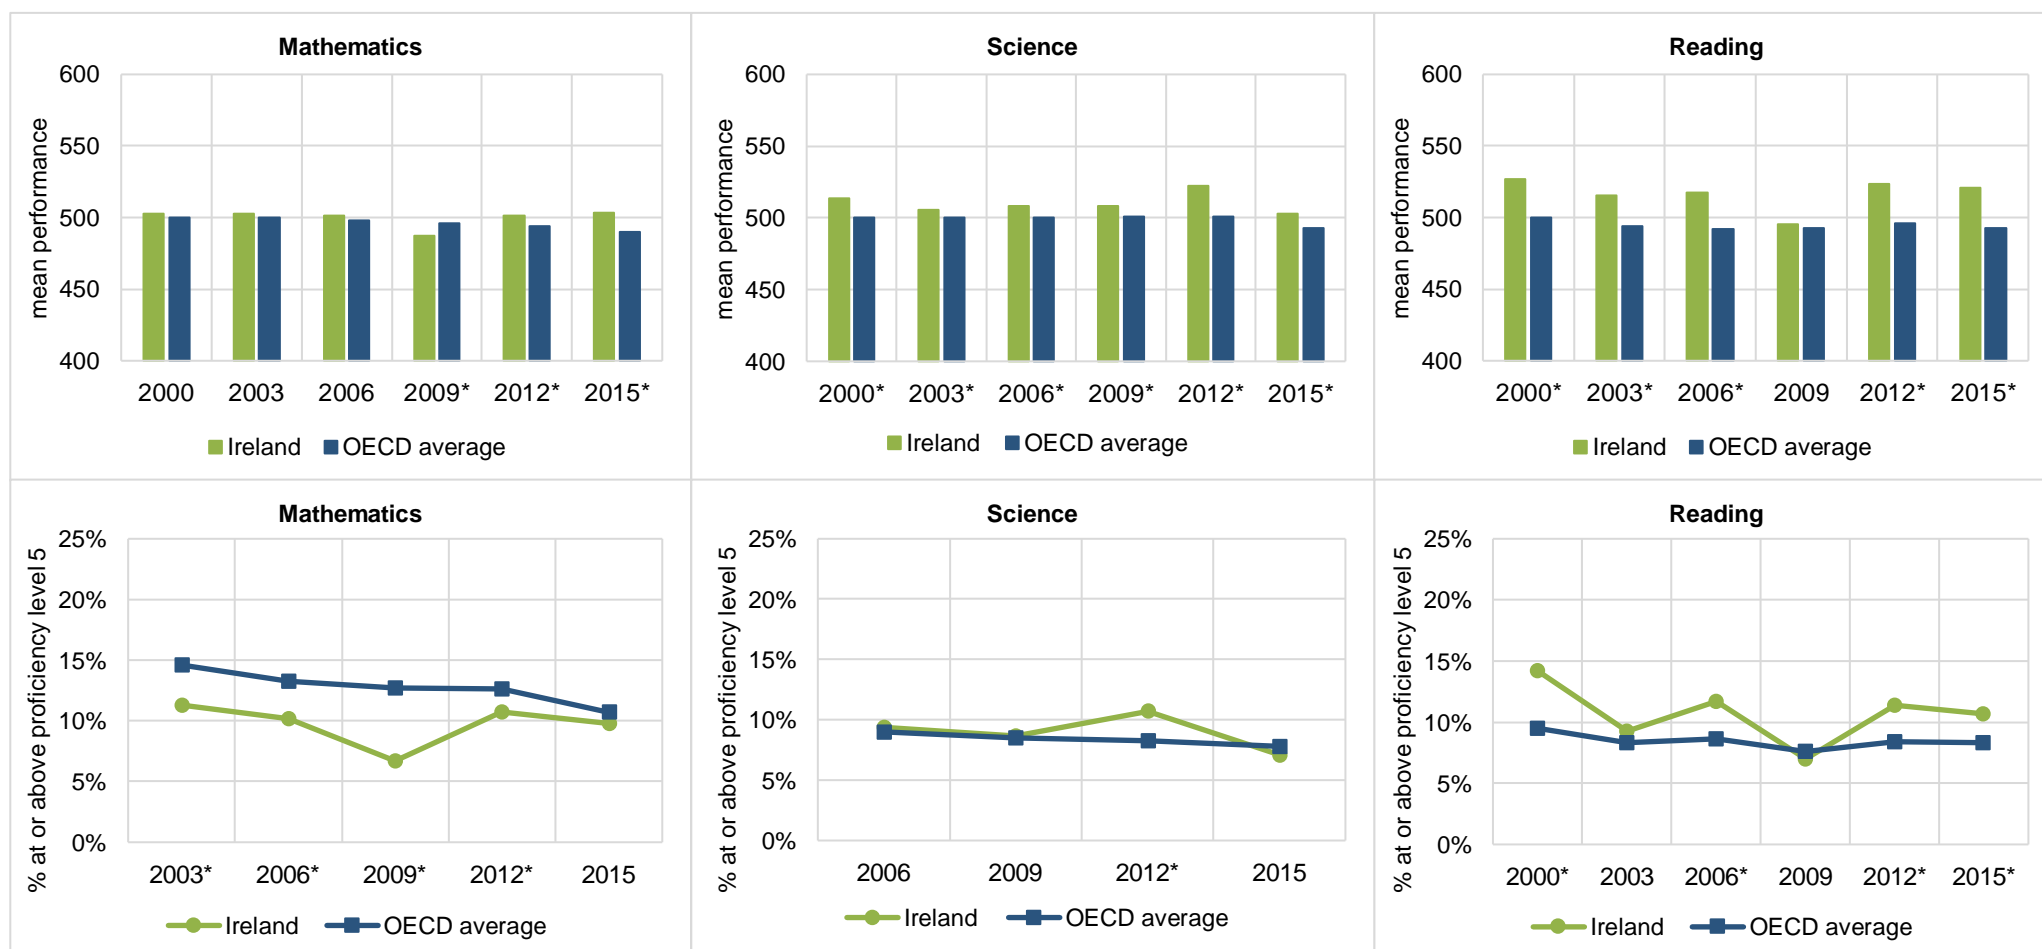 Mathematics
mean performance
600
550
500
450
400
2000 2003 2006 2009* 2012* 2015*
Ireland OECD average
Science
mean performance
600
550
500
450
400
2000* 2003* 2006* 2009* 2012* 2015*
Ireland OECD average
Reading
mean performance
600
550
500
450
400
2000* 2003* 2006* 2009 2012* 2015*
Ireland OECD average
Mathematics
% at or above proficiency level 5
25%
20%
15%
10%
5%
0%
2003* 2006* 2009* 2012* 2015
Ireland OECD average
Science
% at or above proficiency level 5
25%
20%
15%
10%
5%
0%
2006 2009 2012* 2015
Ireland OECD average
Reading
% at or above proficiency level 5
25%
20%
15%
10%
5%
0%
2000* 2003 2006* 2009 2012* 2015*
Ireland OECD average